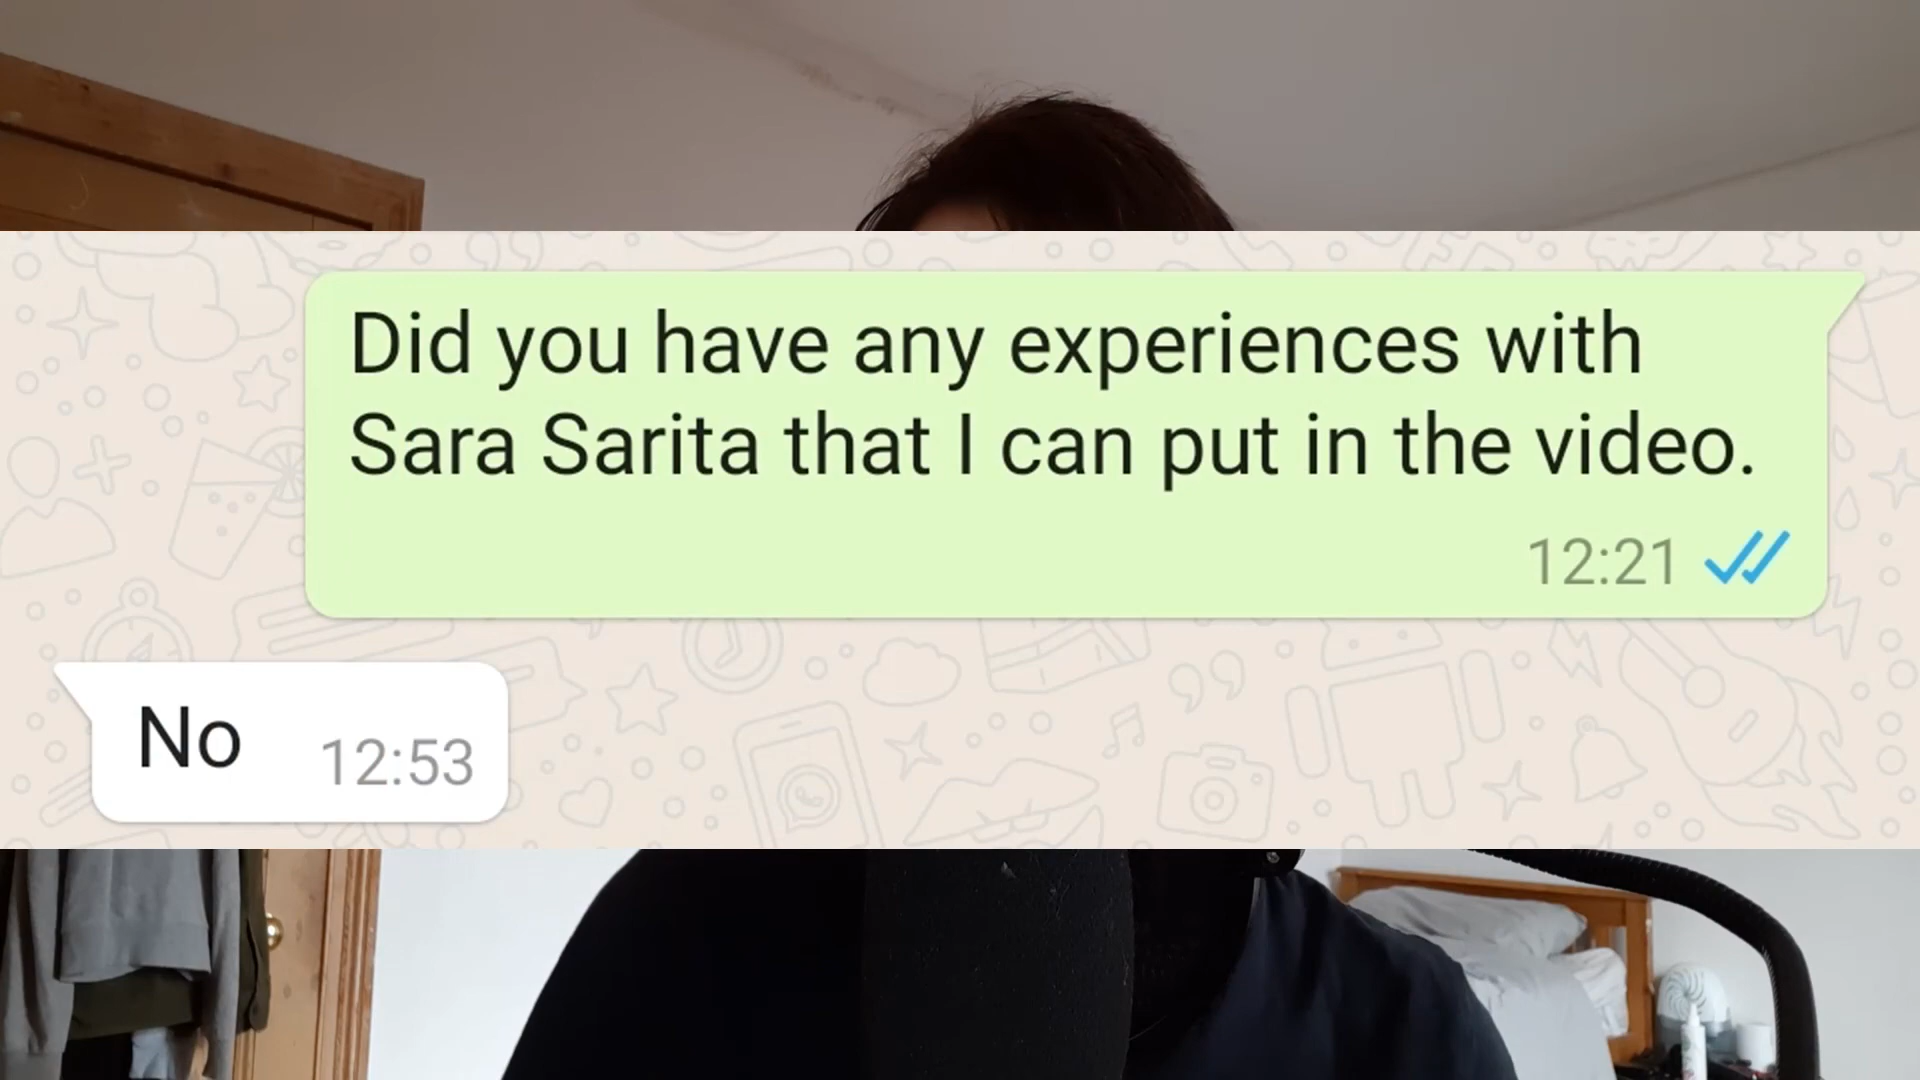 Did you have any experiences with
Sara Sarita that I can put in the video.
12:21
No 12:53